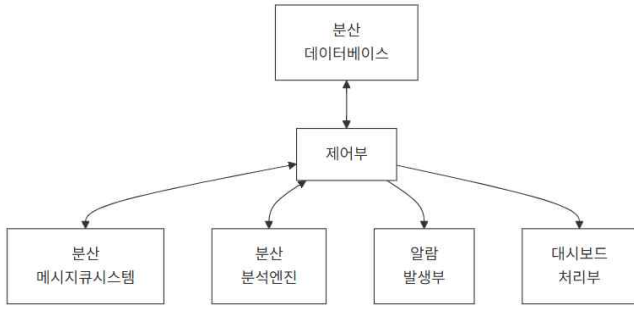 분산
데이터베이스
제어부
분산
메시지큐시스템
분산
분석엔진
알람
발생부
대시보드
처리부